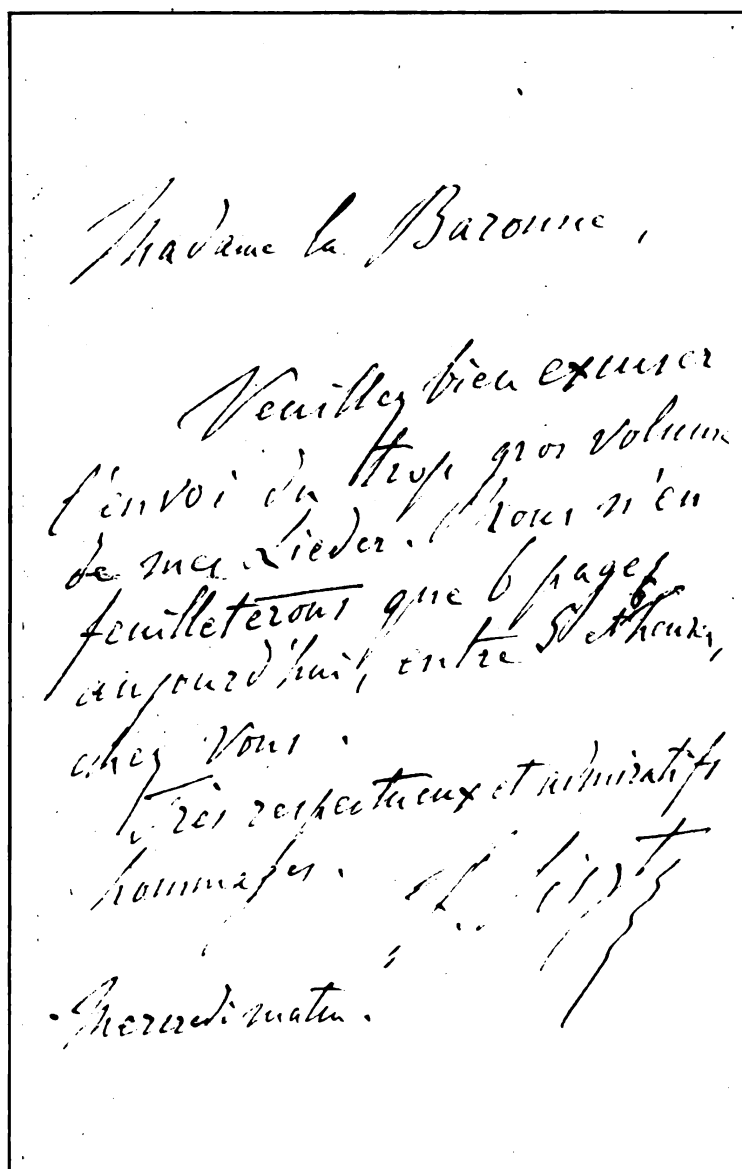 Madame la Baronne,
Veuillez bien excuser
l'envoi du trop gros volume
de mes Lieder. Nous n'en
feuilleterons que 6 pages
aujourd'hui, entre 5 et 6 heures,
chez Vous.
Très respectueux et admiratifs
hommages.
F. Liszt
Mercredi matin.